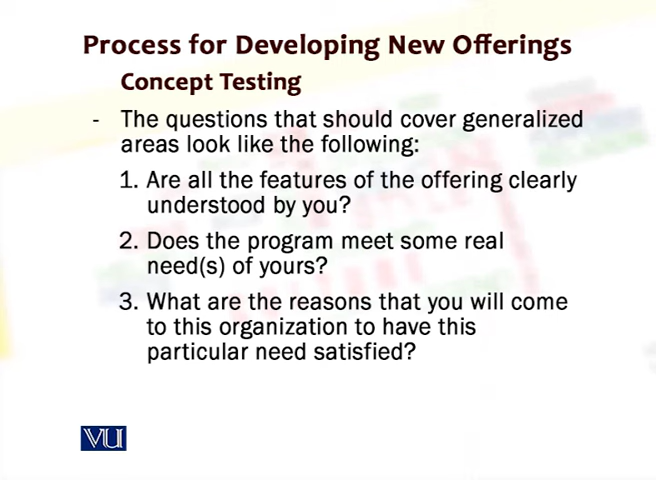 Process for Developing New Offerings
Concept Testing
- The questions that should cover generalized
areas look like the following:
1. Are all the features of the offering clearly
understood by you?
2. Does the program meet some real
need(s) of yours?
3. What are the reasons that you will come
to this organization to have this
particular need satisfied?
VU